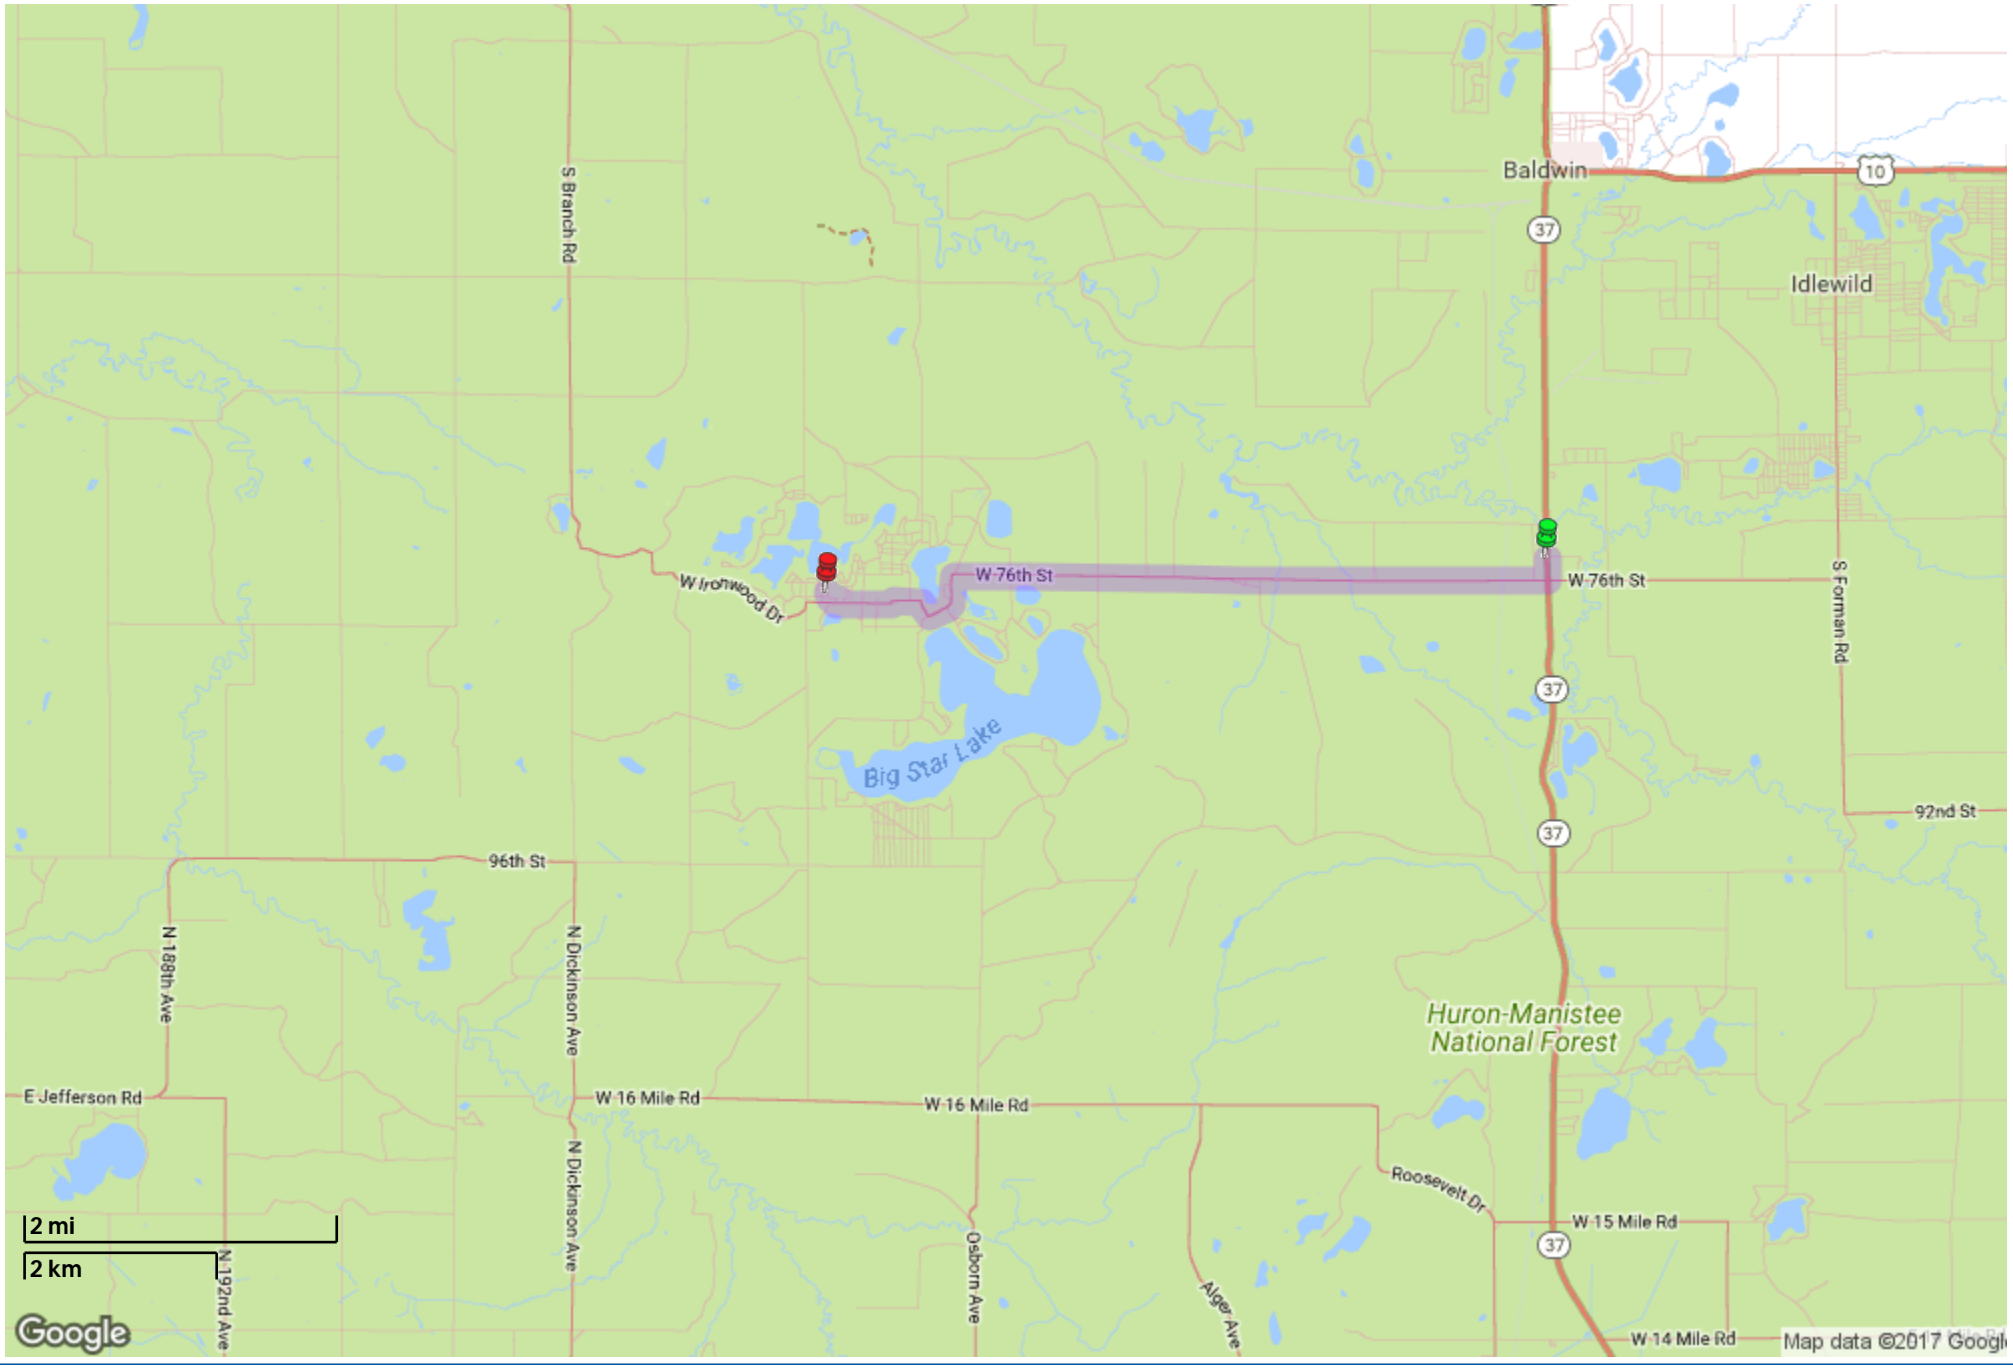 S Branch Rd
Baldwin
10
37
Idlewild
W 76th St
W 76th St
W Ironwood Dr
S Forman Rd
37
Big Star Lake
92nd St
37
96th St
N 188th Ave
N Dickinson Ave
Huron-Manistee
National Forest
E Jefferson Rd
W 16 Mile Rd
W 16 Mile Rd
N Dickinson Ave
Roosevelt Dr
W 15 Mile Rd
37
2 mi
2 km
N 192nd Ave
Osborn Ave
Alger Ave
Google
W 14 Mile Rd
Map data ©2017 Google